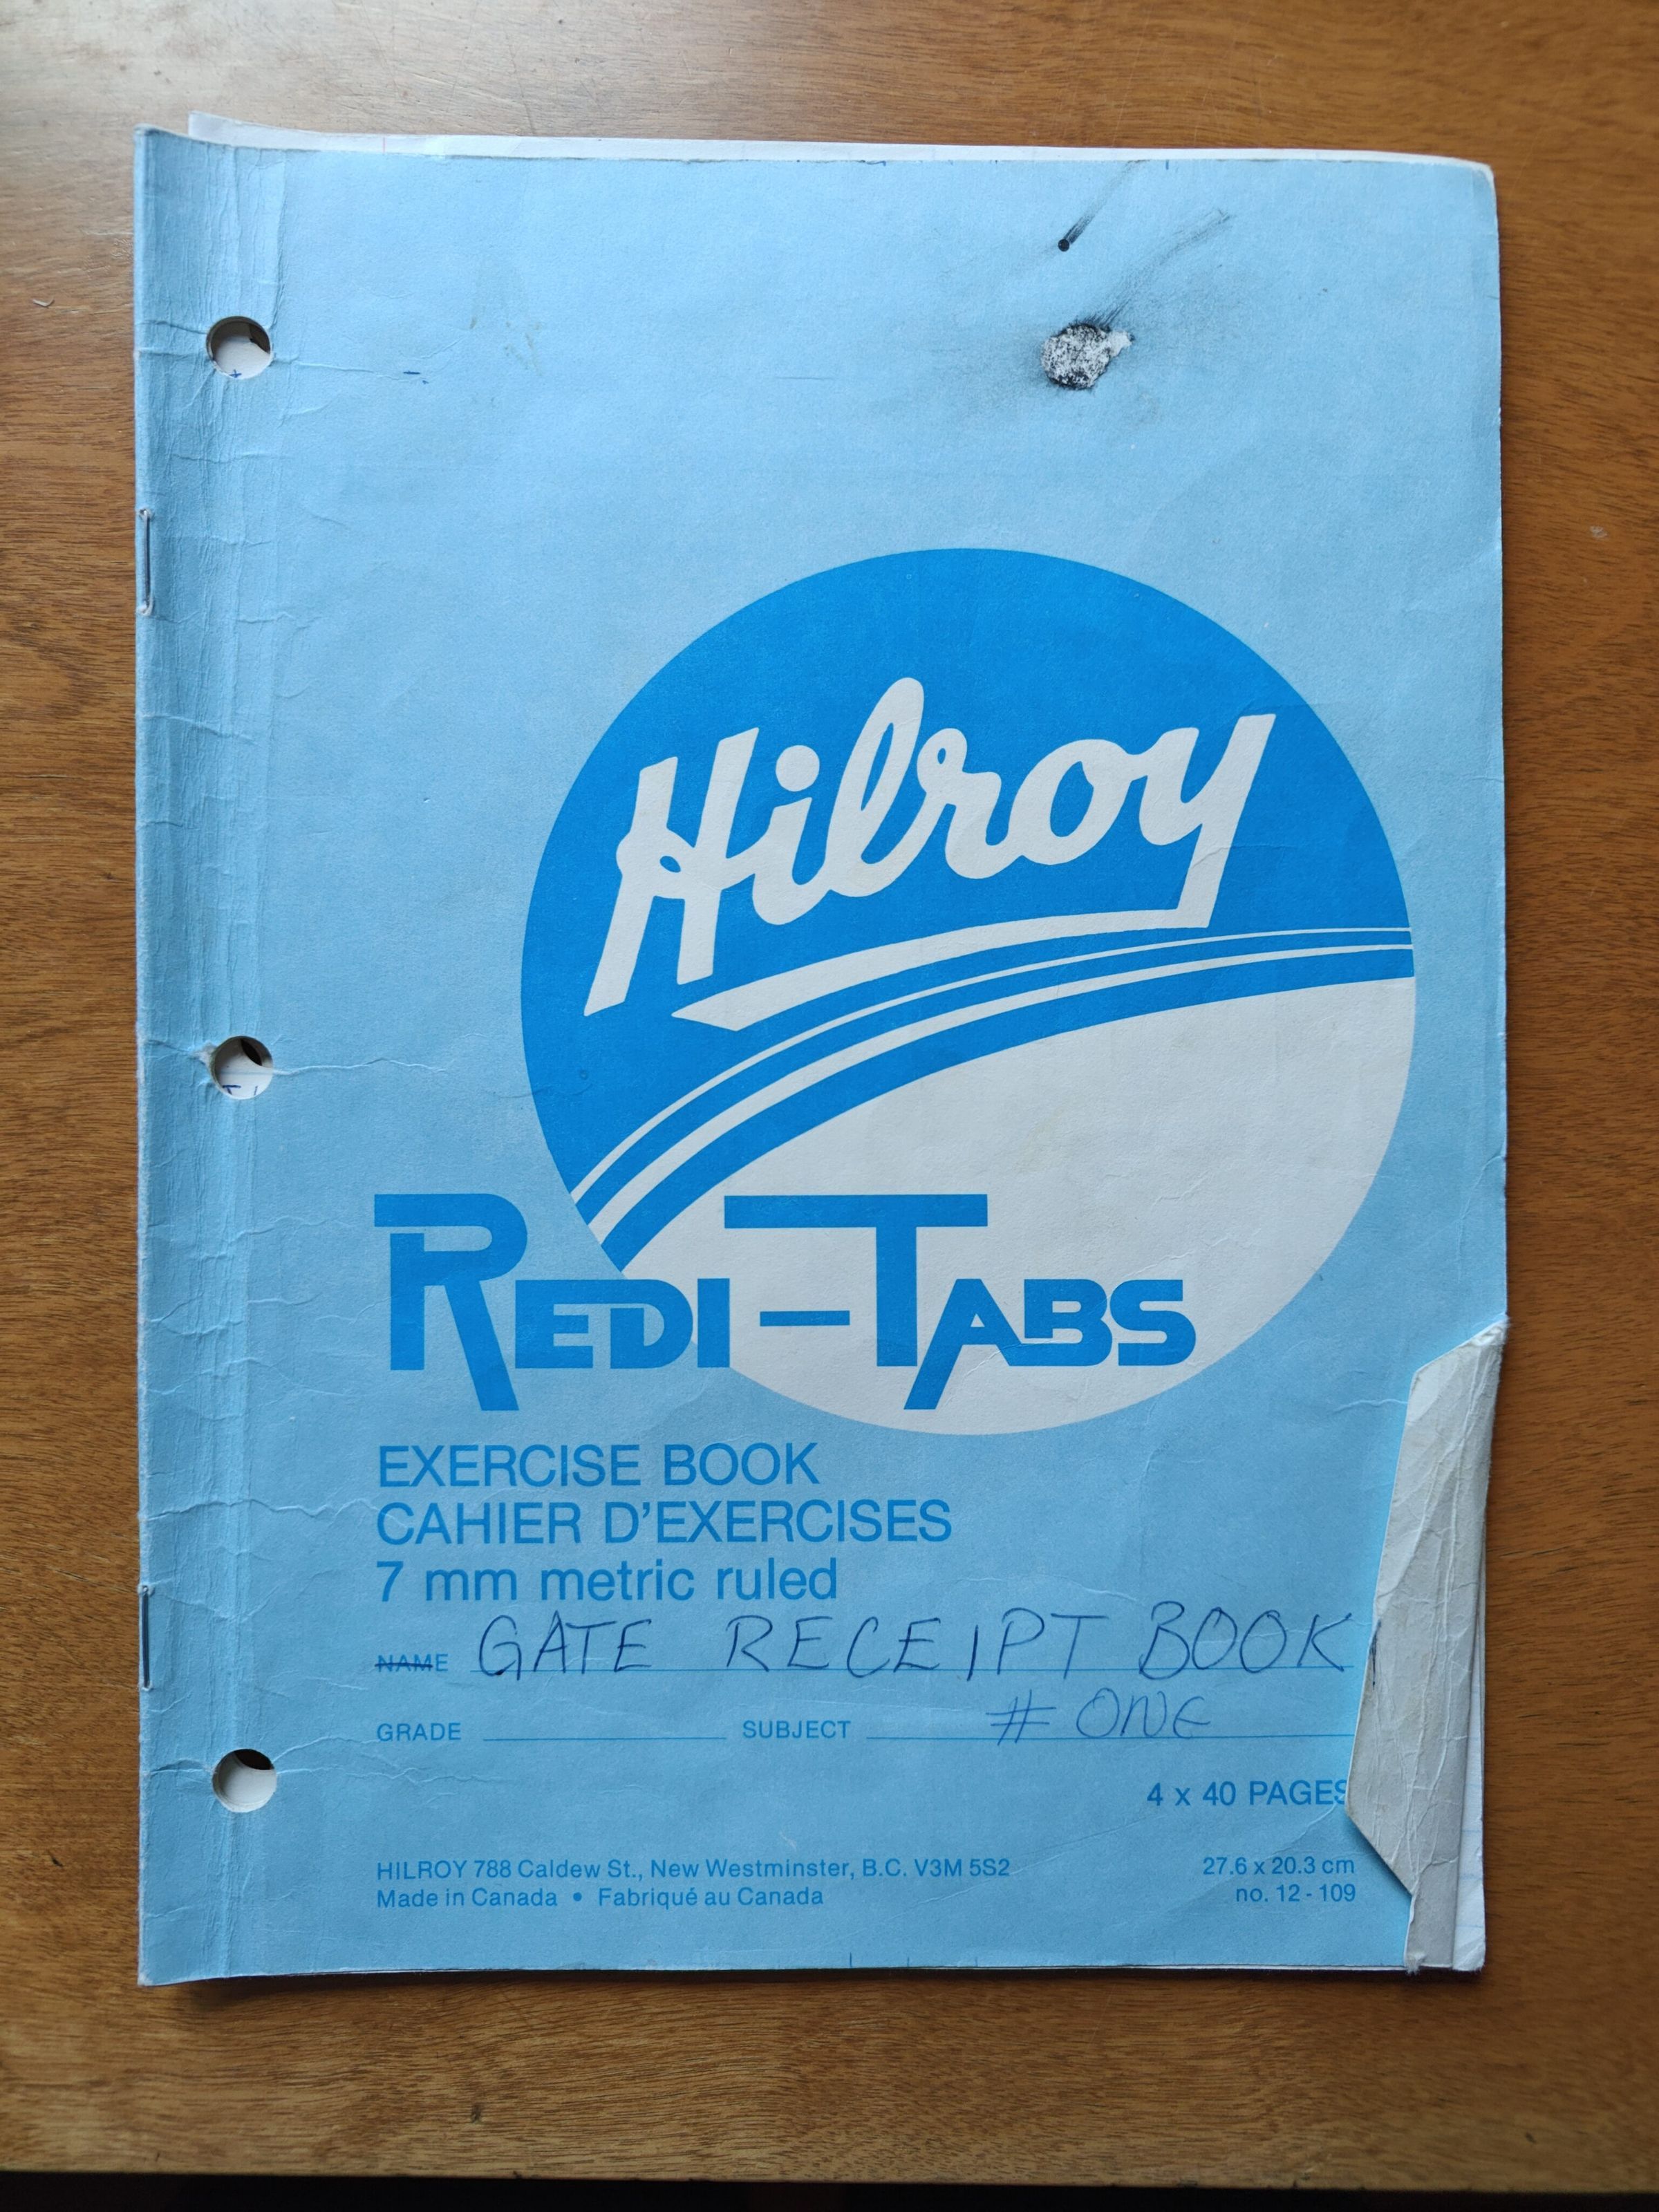 Hilroy
REDI-TABS
EXERCISE BOOK
CAHIER D'EXERCISES
7 mm metric ruled
NAME GATE RECEIPT BOOK
GRADE SUBJECT # ONE
4 x 40 PAGES
HILROY 788 Caldew St., New Westminster, B.C. V3M 5S2
27.6 x 20.3 cm
Made in Canada • Fabriqué au Canada
no. 12-109